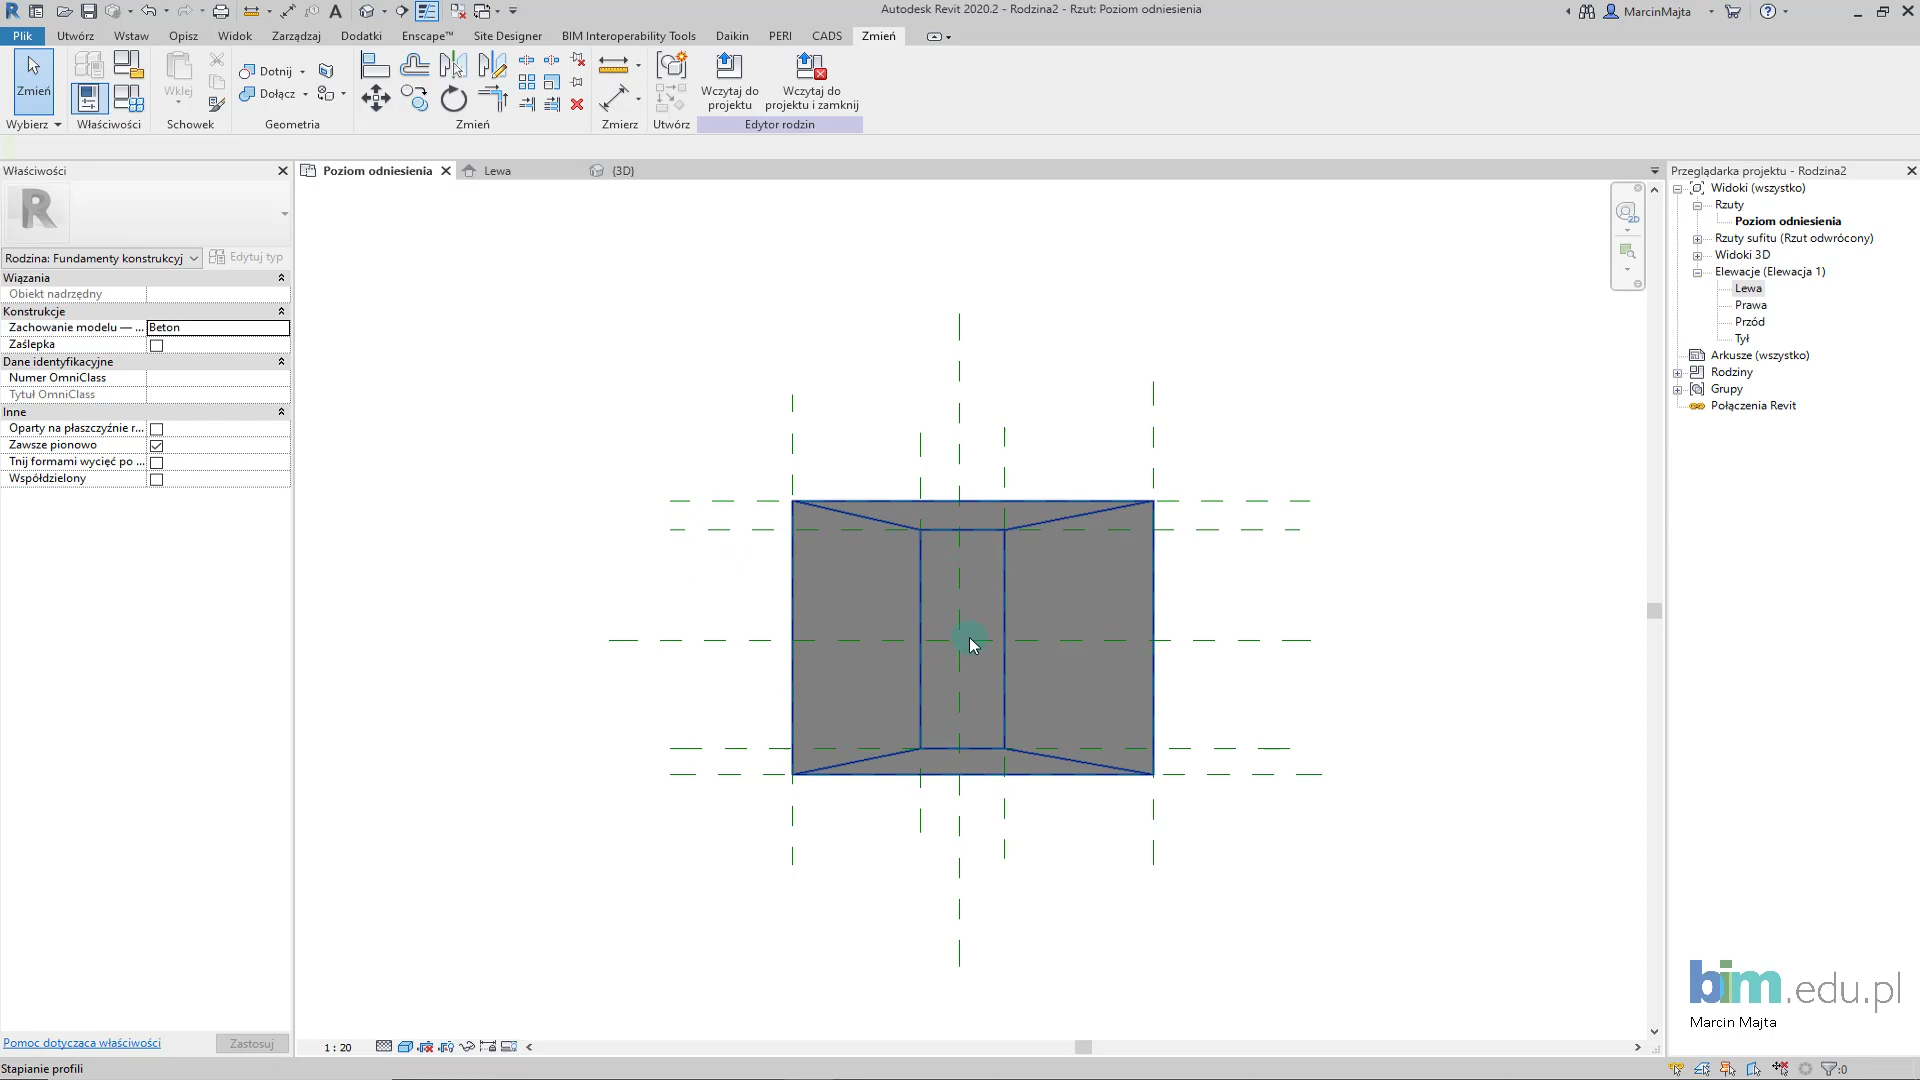 Autodesk Revit 2020.2 - Rodzina2 - Rzut: Poziom odniesienia
MarcinMajta
Plik
Utwórz
Wstaw
Opisz
Widok
Zarządzaj
Dodatki
Enscape™
Site Designer
BIM Interoperability Tools
Daikin
PERI
CADS
Zmień
Zmień
Wklej
Dotnij
Dołącz
Wczytaj do
projektu
Wczytaj do
projektu i zamknij
Wybierz
Właściwości
Schowek
Geometria
Zmień
Zmierz
Utwórz
Edytor rodzin
Właściwości
Rodzina: Fundamenty konstrukcyj
Edytuj typ
Wiązania
Obiekt nadrzędny
Konstrukcje
Zachowanie modelu — ...
Beton
Zaślepka
Dane identyfikacyjne
Numer OmniClass
Tytuł OmniClass
Inne
Oparty na płaszczyźnie r...
Zawsze pionowo
Tnij formami wycięć po ...
Współdzielony
Pomoc dotycząca właściwości
Zastosuj
Poziom odniesienia
Lewa
{3D}
2D
1 : 20
Przeglądarka projektu - Rodzina2
Widoki (wszystko)
Rzuty
Poziom odniesienia
Rzuty sufitu (Rzut odwrócony)
Widoki 3D
Elewacje (Elewacja 1)
Lewa
Prawa
Przód
Tył
Arkusze (wszystko)
Rodziny
Grupy
Połączenia Revit
bim.edu.pl
Marcin Majta
Stapianie profili
:0